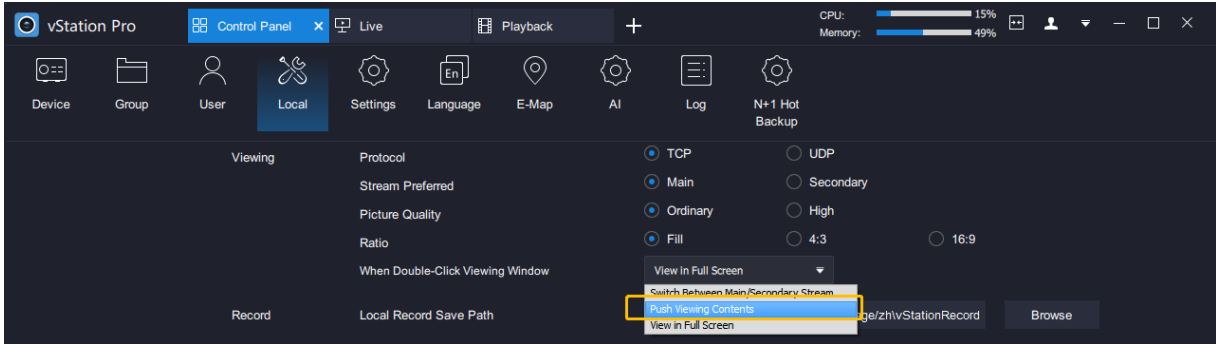 vStation Pro
Control Panel
Live
Playback
CPU: 15%
Memory: 49%
Device
Group
User
Local
Settings
En
Language
E-Map
AI
Log
N+1 Hot
Backup
Viewing
Protocol
TCP
UDP
Stream Preferred
Main
Secondary
Picture Quality
Ordinary
High
Ratio
Fill
4:3
16:9
When Double-Click Viewing Window
View in Full Screen
Switch Between Main/Secondary Stream
Push Viewing Contents
View in Full Screen
Record
Local Record Save Path
ge/zh\vStationRecord
Browse